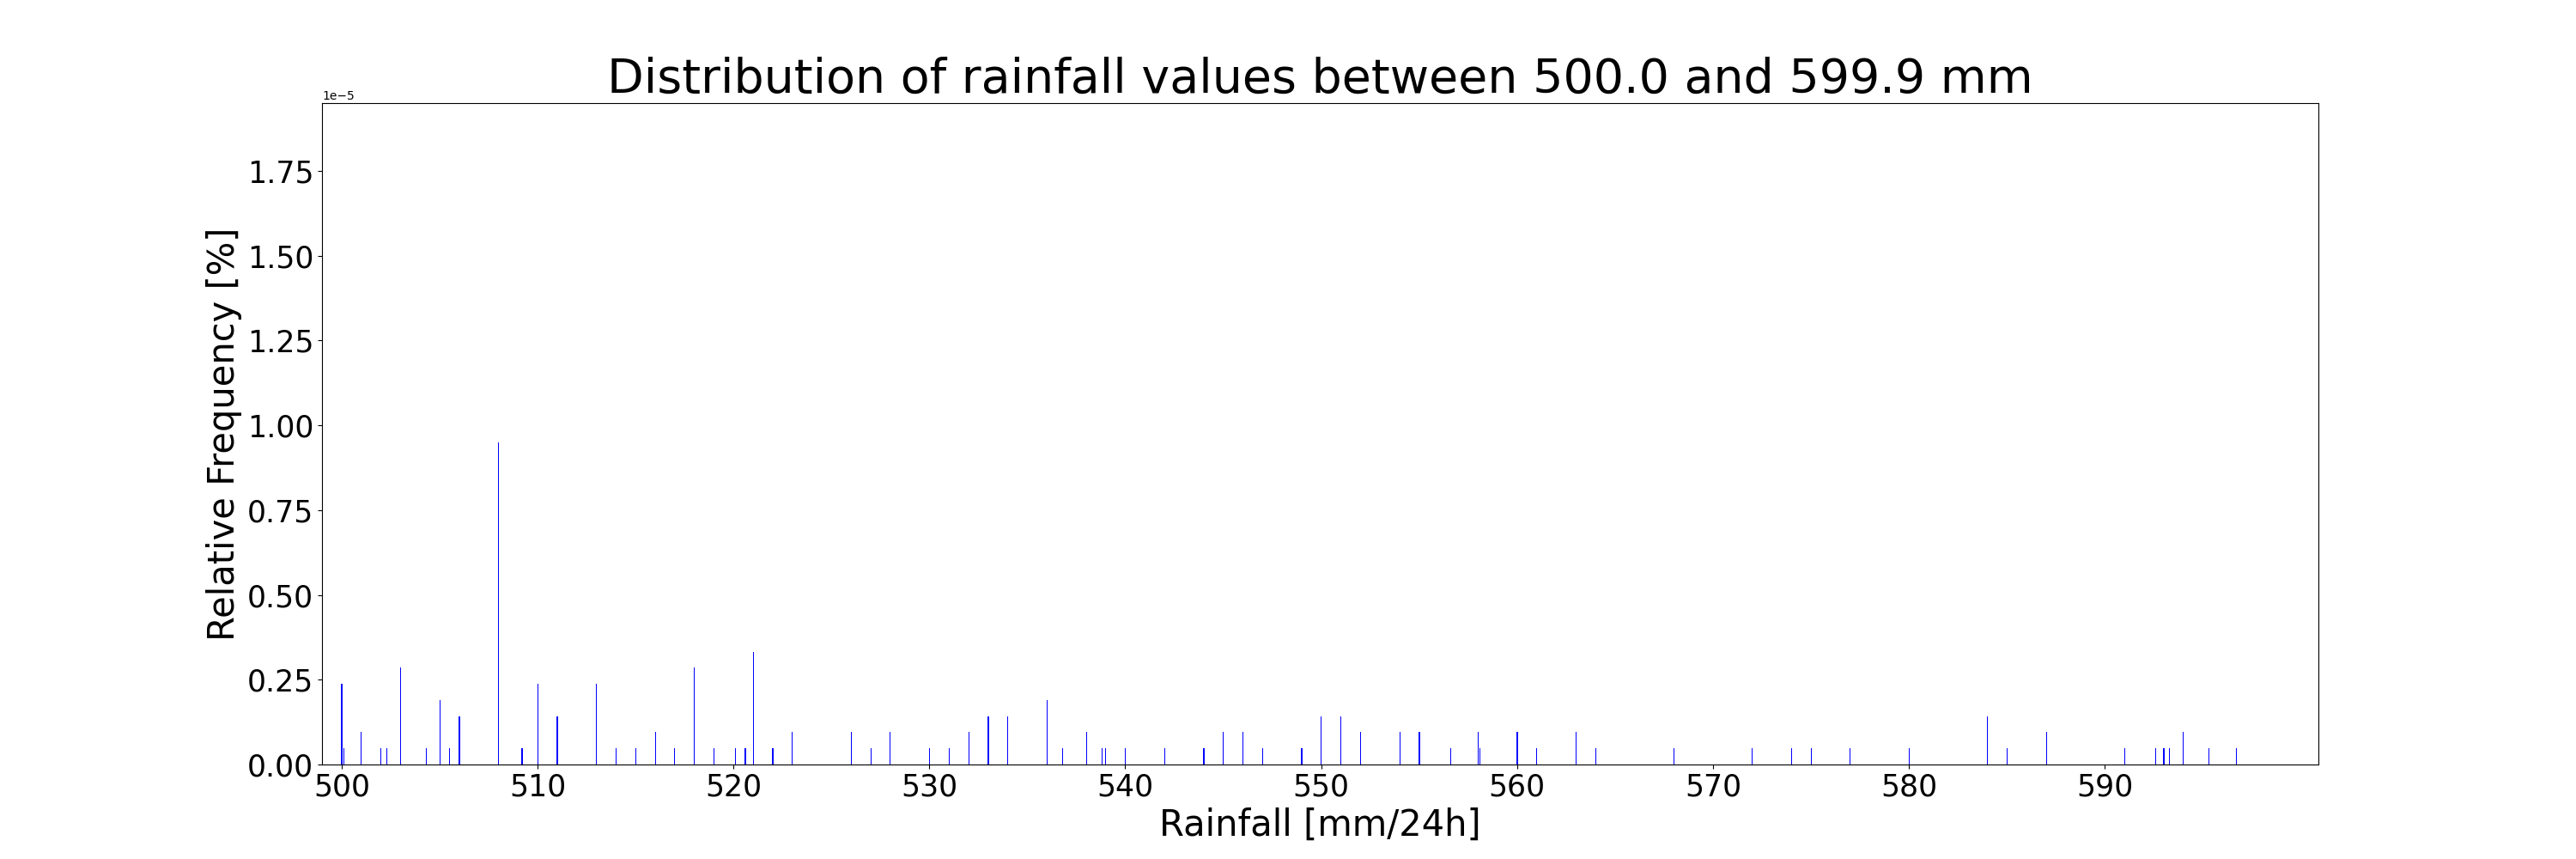 Distribution of rainfall values between 500.0 and 599.9 mm
1e−5
1.75
1.50
1.25
1.00
0.75
0.50
0.25
0.00
Relative Frequency [%]
500 510 520 530 540 550 560 570 580 590
Rainfall [mm/24h]